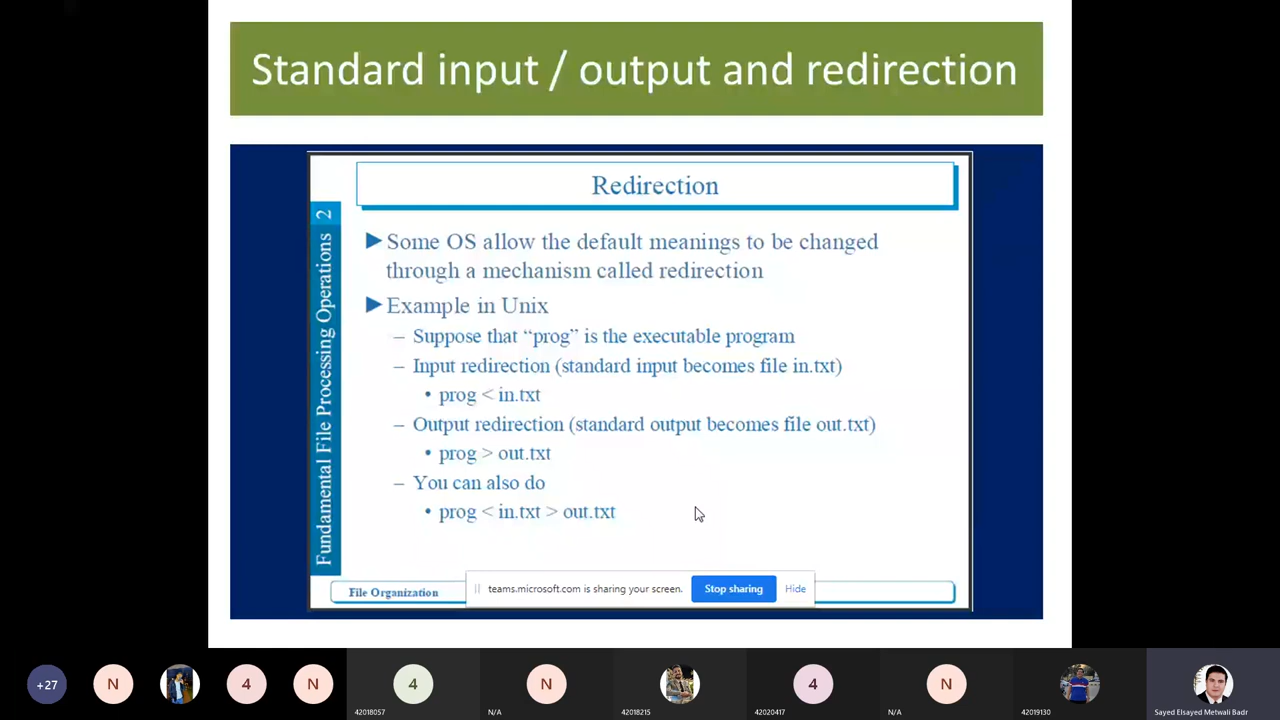 Standard input / output and redirection
Redirection
Fundamental File Processing Operations 2
▶Some OS allow the default meanings to be changed
through a mechanism called redirection
▶Example in Unix
– Suppose that “prog” is the executable program
– Input redirection (standard input becomes file in.txt)
• prog < in.txt
– Output redirection (standard output becomes file out.txt)
• prog > out.txt
– You can also do
• prog < in.txt > out.txt
File Organization
teams.microsoft.com is sharing your screen. Stop sharing Hide
+27 N 4 N 4 N 4 N
42018057 N/A 42018215 42020417 N/A 42019130 Sayed Elsayed Metwali Badr